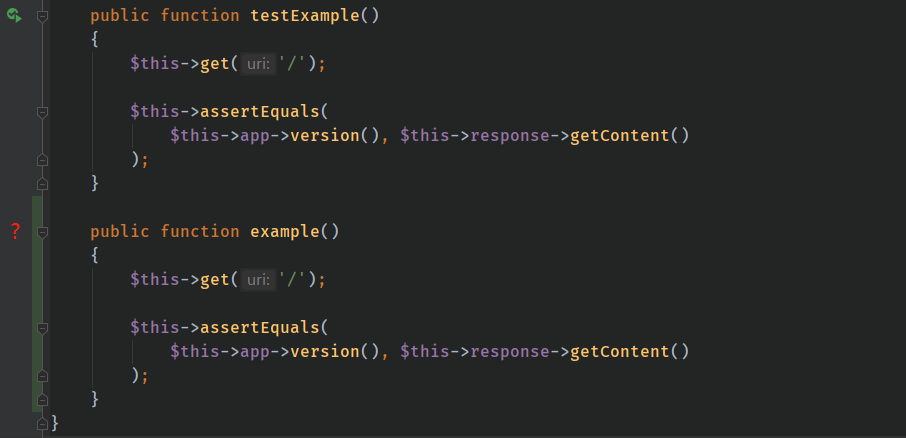 public function testExample()
{
$this->get( uri: '/');
$this->assertEquals(
$this->app->version(), $this->response->getContent()
);
}
?
public function example()
{
$this->get( uri: '/');
$this->assertEquals(
$this->app->version(), $this->response->getContent()
);
}
}